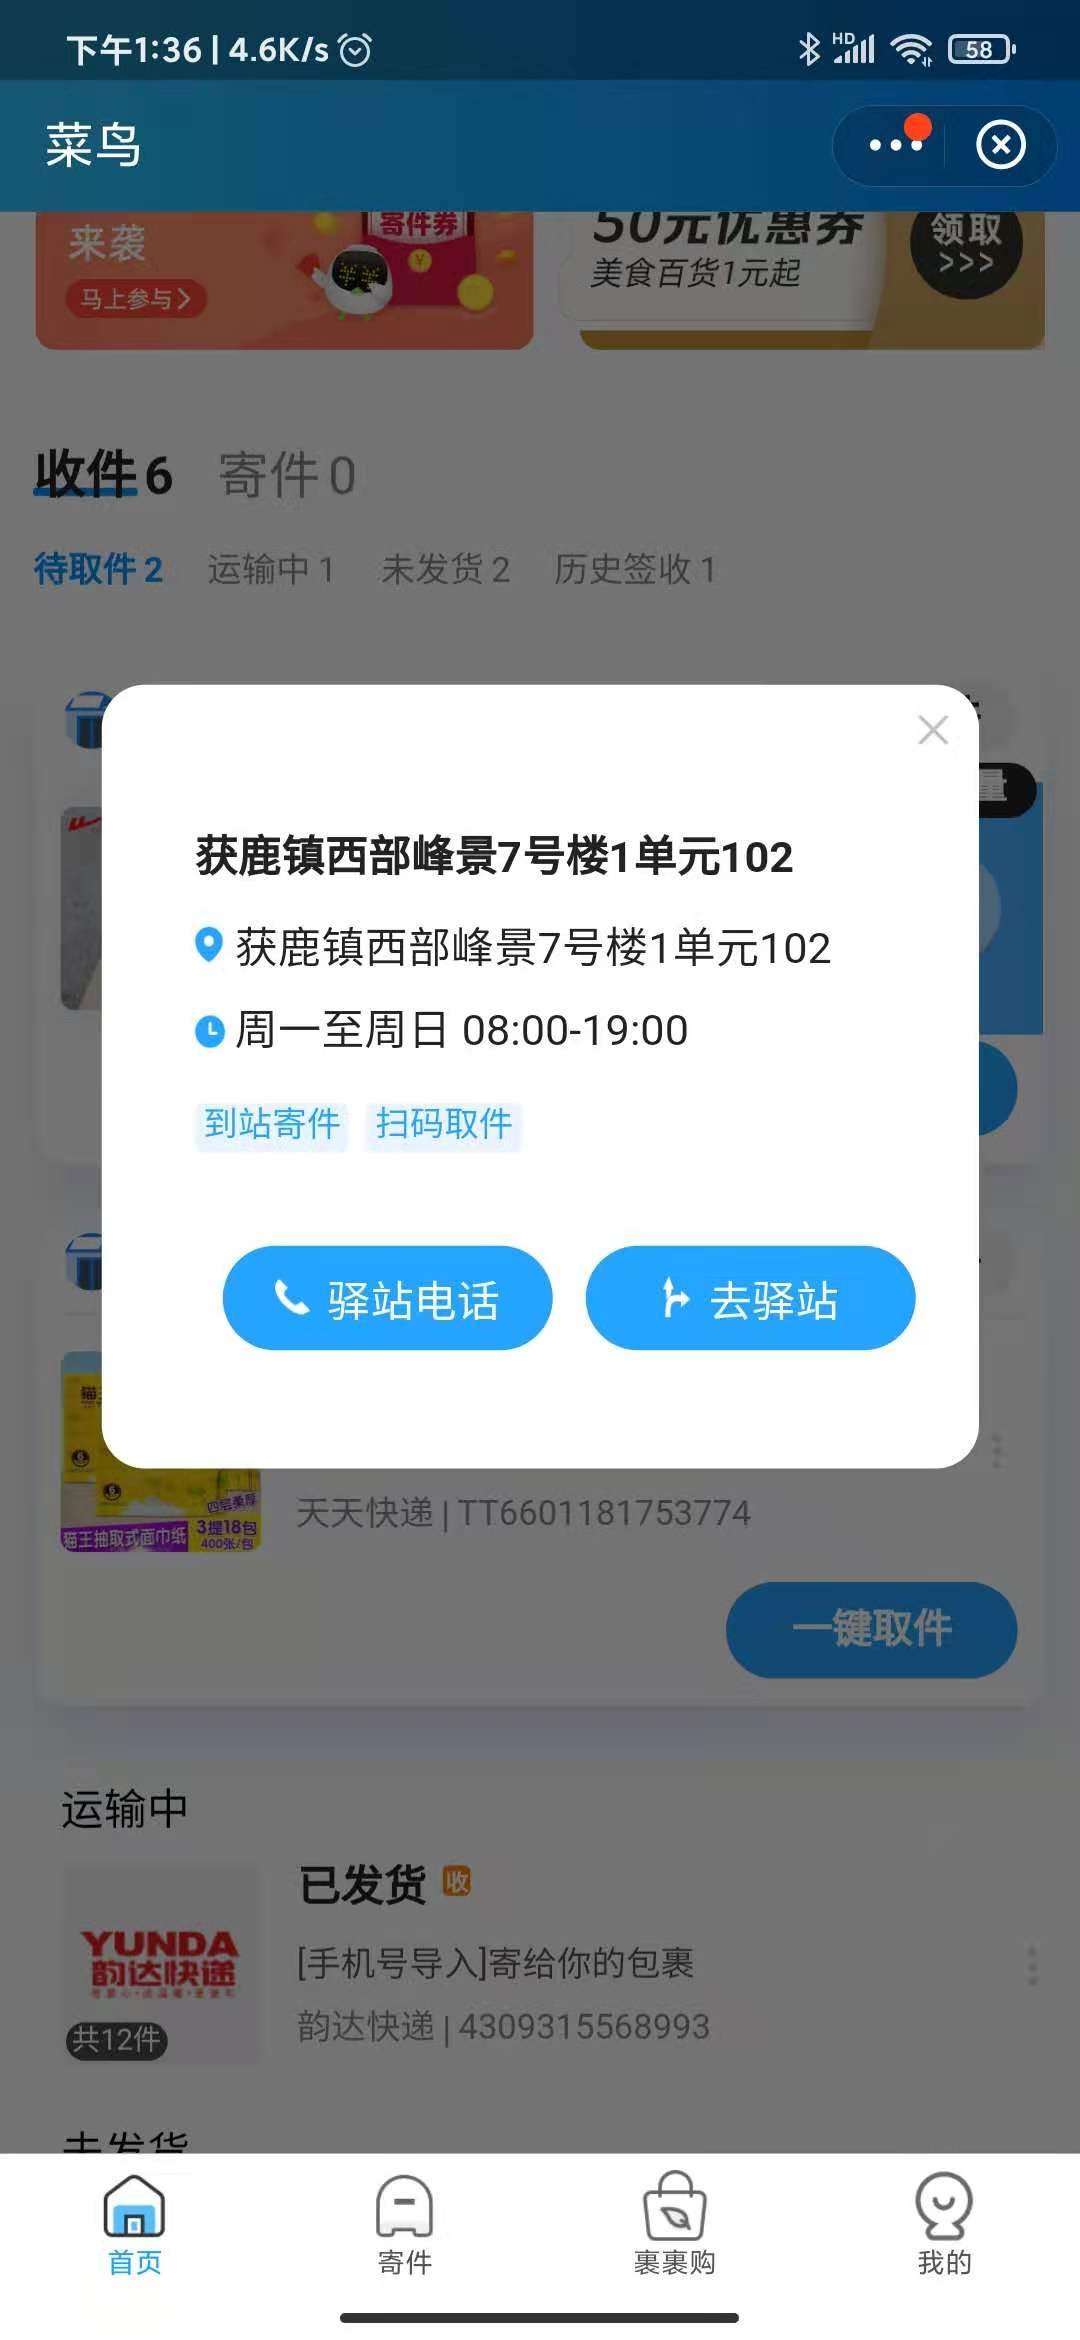 下午1:36 | 4.6K/s
HD
58
菜鸟
来袭
马上参与
寄件券
50元优惠券
美食百货1元起
领取
>>>
收件6 寄件0
待取件 2 运输中 1 未发货 2 历史签收 1
量
获鹿镇西部峰景7号楼1单元102
获鹿镇西部峰景7号楼1单元102
周一至周日 08:00-19:00
到站寄件 扫码取件
驿站电话 去驿站
四层柔厚
猫王抽取式面巾纸
3提18包
400张/包
天天快递 | TT6601181753774
一键取件
运输中
已发货 收
YUNDA
韵达快递
共12件
[手机号导入]寄给你的包裹
韵达快递 | 4309315568993
未发货
首页 寄件 裹裹购 我的